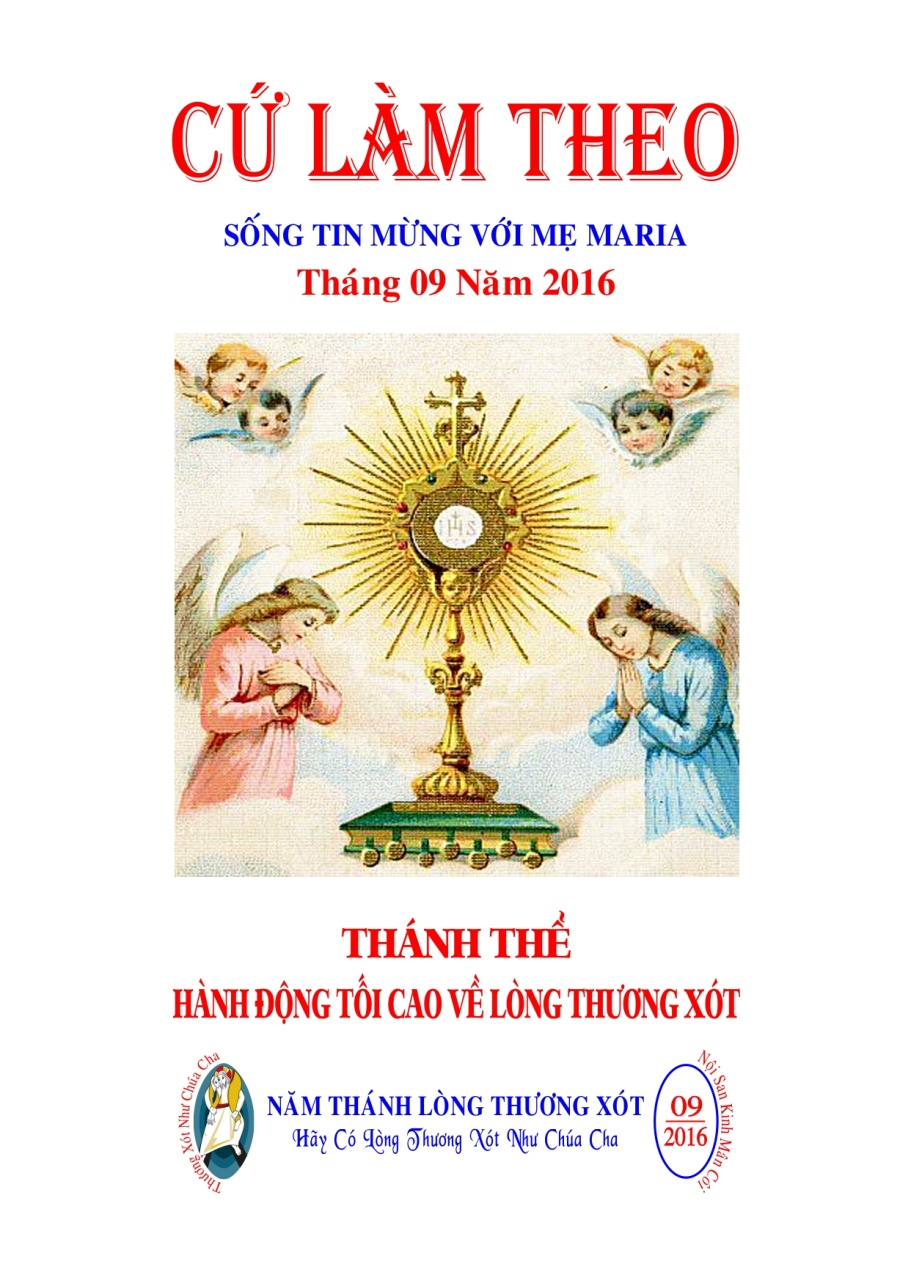 CỨ LÀM THEO
SỐNG TIN MỪNG VỚI MẸ MARIA
Tháng 09 Năm 2016
IHS
THÁNH THỂ
HÀNH ĐỘNG TỐI CAO VỀ LÒNG THƯƠNG XÓT
Thương Xót Như Chúa Cha
NĂM THÁNH LÒNG THƯƠNG XÓT
Hãy Có Lòng Thương Xót Như Chúa Cha
09
2016
Nội San Kinh Mân Côi